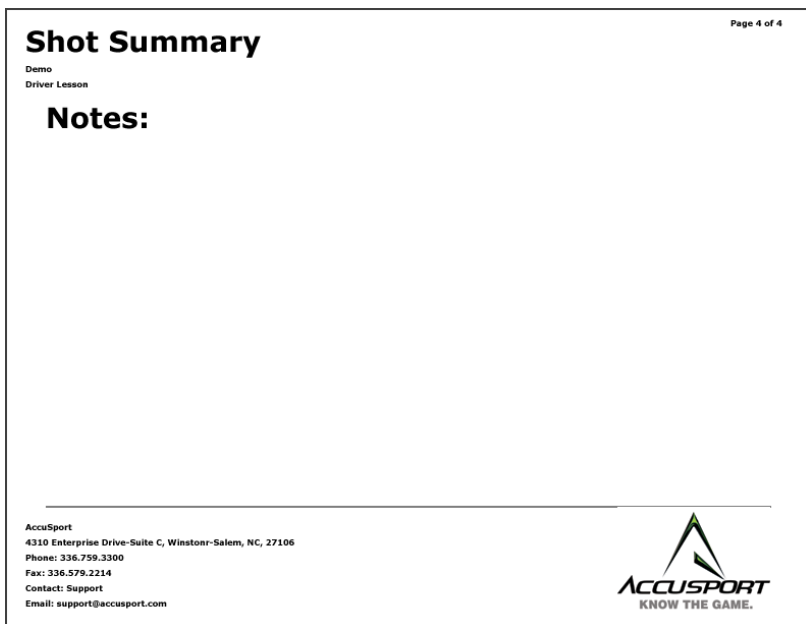 Page 4 of 4
Shot Summary
Demo
Driver Lesson
Notes:
AccuSport
4310 Enterprise Drive-Suite C, Winstonr-Salem, NC, 27106
Phone: 336.759.3300
Fax: 336.579.2214
Contact: Support
Email: support@accusport.com
ACCUSPORT
KNOW THE GAME.